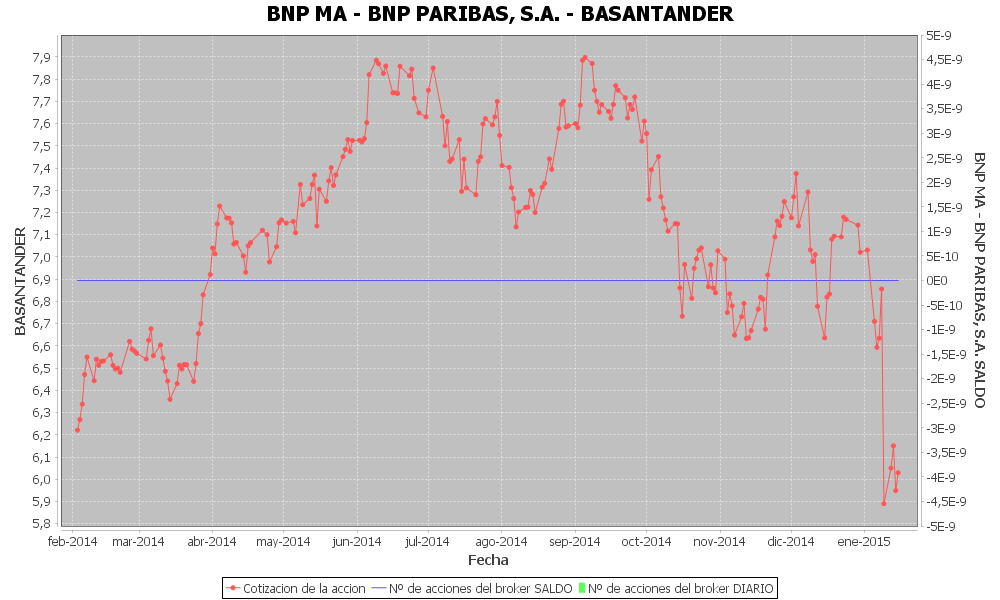 BNP MA - BNP PARIBAS, S.A. - BASANTANDER
BASANTANDER
7,9
7,8
7,7
7,6
7,5
7,4
7,3
7,2
7,1
7,0
6,9
6,8
6,7
6,6
6,5
6,4
6,3
6,2
6,1
6,0
5,9
5,8
5E-9
4,5E-9
4E-9
3,5E-9
3E-9
2,5E-9
2E-9
1,5E-9
1E-9
5E-10
0E0
-5E-10
-1E-9
-1,5E-9
-2E-9
-2,5E-9
-3E-9
-3,5E-9
-4E-9
-4,5E-9
-5E-9
BNP MA - BNP PARIBAS, S.A. SALDO
feb-2014 mar-2014 abr-2014 may-2014 jun-2014 jul-2014 ago-2014 sep-2014 oct-2014 nov-2014 dic-2014 ene-2015
Fecha
Cotizacion de la accion Nº de acciones del broker SALDO Nº de acciones del broker DIARIO